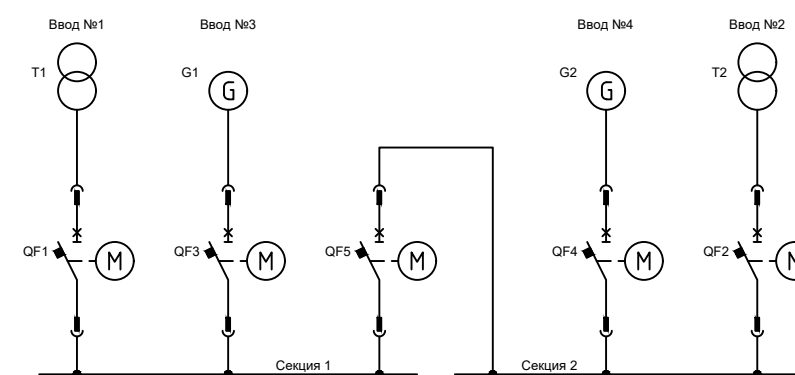 Ввод №1
Ввод №3
Ввод №4
Ввод №2
T1
G1
G
G2
G
T2
QF1
M
QF3
M
QF5
M
QF4
M
QF2
Секция 1
Секция 2